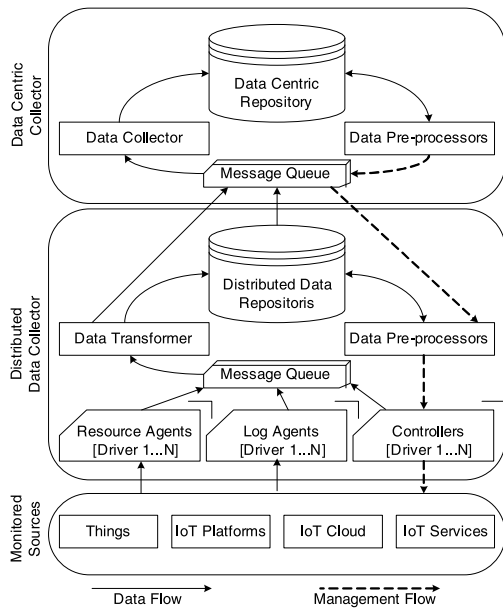 Data Centric
Collector
Data Centric
Repository
Data Collector
Data Pre-processors
Message Queue
Distributed
Data Collector
Distributed Data
Repositoris
Data Transformer
Data Pre-processors
Message Queue
Resource Agents
[Driver 1...N]
Log Agents
[Driver 1...N]
Controllers
[Driver 1...N]
Monitored
Sources
Things
IoT Platforms
IoT Cloud
IoT Services
Data Flow
Management Flow